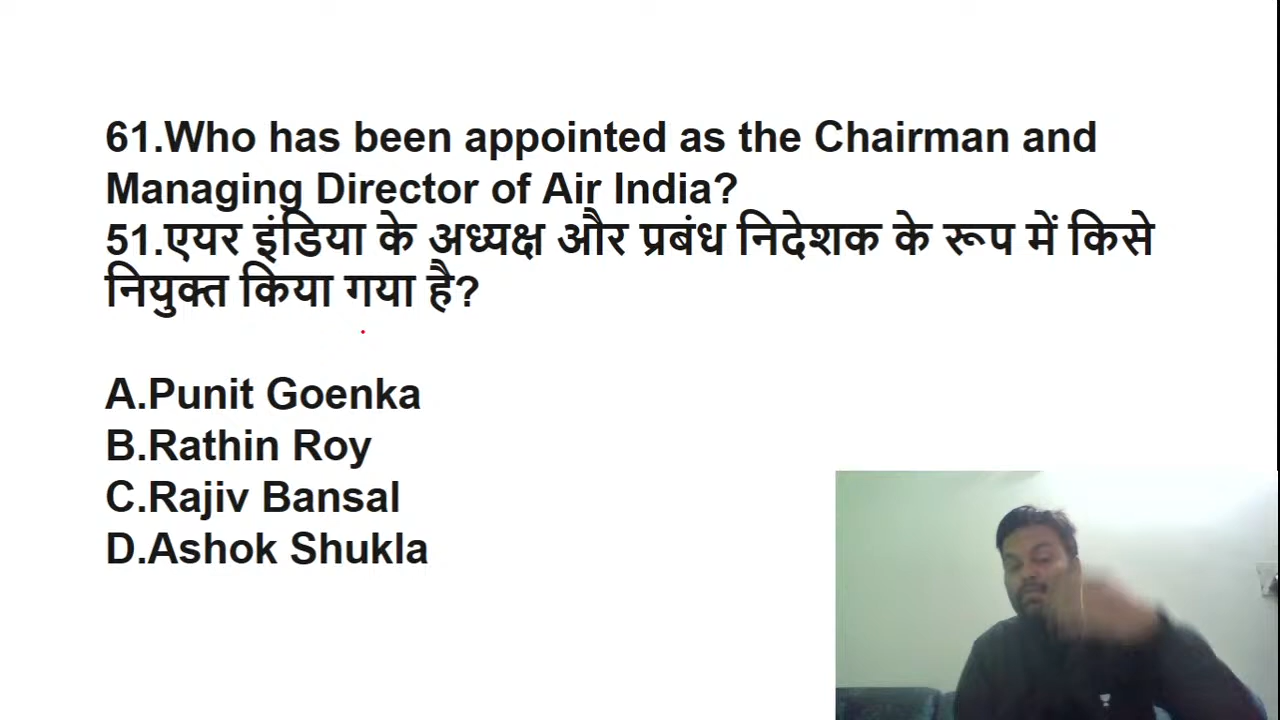 61.Who has been appointed as the Chairman and
Managing Director of Air India?
51.एयर इंडिया के अध्यक्ष और प्रबंध निदेशक के रूप में किसे
नियुक्त किया गया है?
A.Punit Goenka
B.Rathin Roy
C.Rajiv Bansal
D.Ashok Shukla